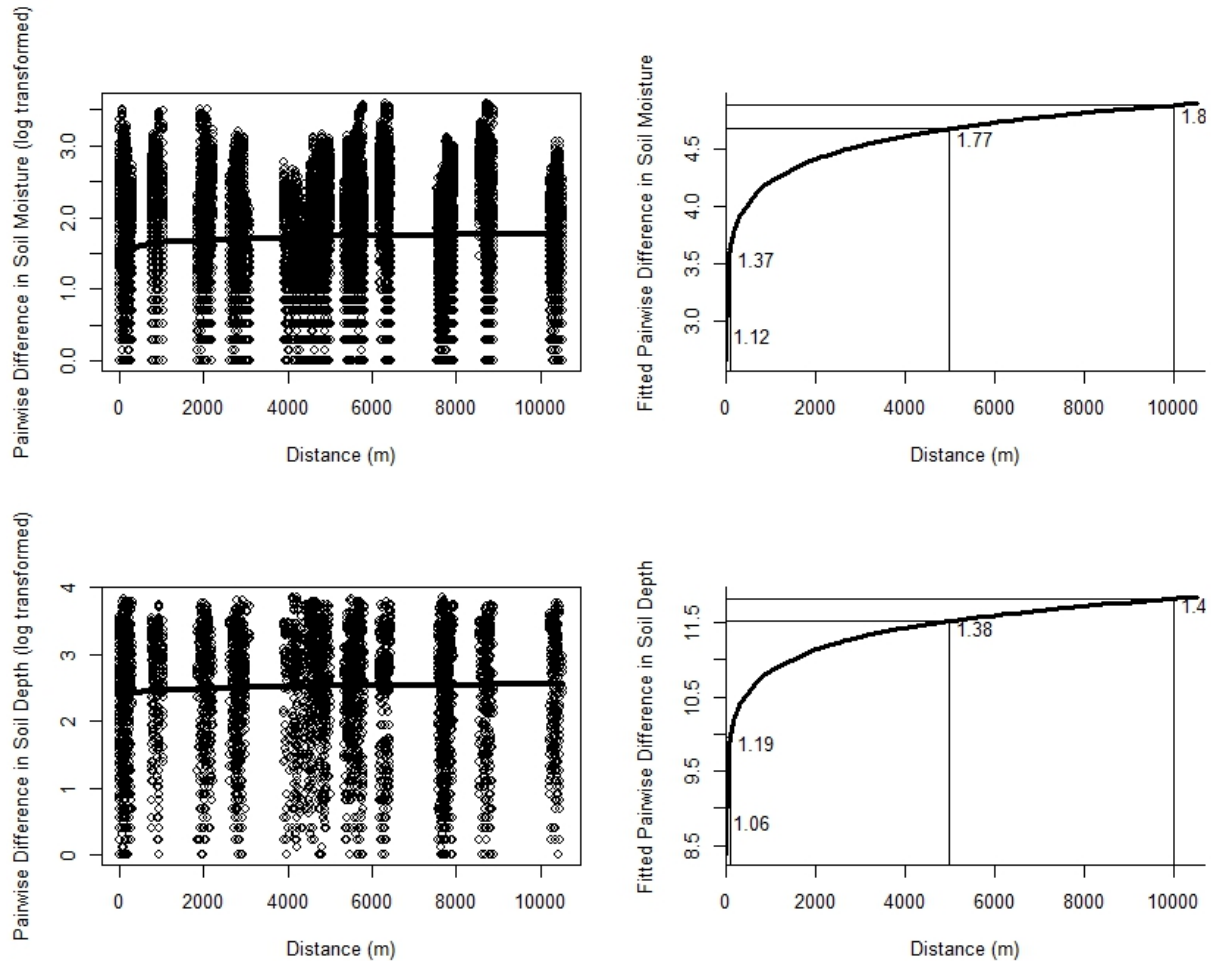 Pairwise Difference in Soil Moisture (log transformed)
0.0 1.0 2.0 3.0
0 2000 4000 6000 8000 10000
Distance (m)
Fitted Pairwise Difference in Soil Moisture
3.0 3.5 4.0 4.5
1.12
1.37
1.77
1.8
0 2000 4000 6000 8000 10000
Distance (m)
Pairwise Difference in Soil Depth (log transformed)
0 1 2 3 4
0 2000 4000 6000 8000 10000
Distance (m)
Fitted Pairwise Difference in Soil Depth
8.5 9.5 10.5 11.5
1.06
1.19
1.38
1.4
0 2000 4000 6000 8000 10000
Distance (m)